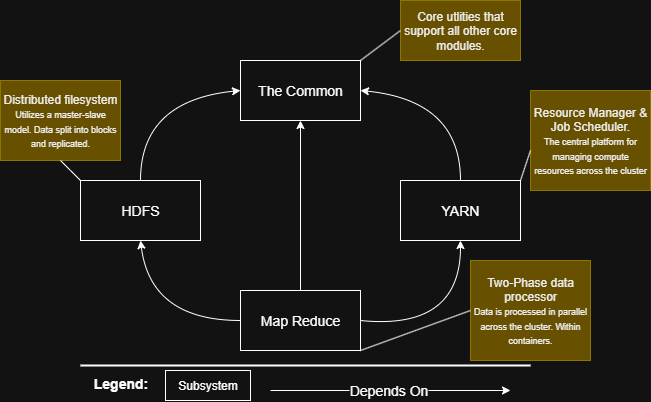 Core utlities that
support all other core
modules.
The Common
Distributed filesystem
Utilizes a master-slave
model. Data split into blocks
and replicated.
Resource Manager &
Job Scheduler.
The central platform for
managing compute
resources across the cluster
HDFS
YARN
Two-Phase data
processor
Data is processed in parallel
across the cluster. Within
containers.
Map Reduce
Legend:
Subsystem
Depends On